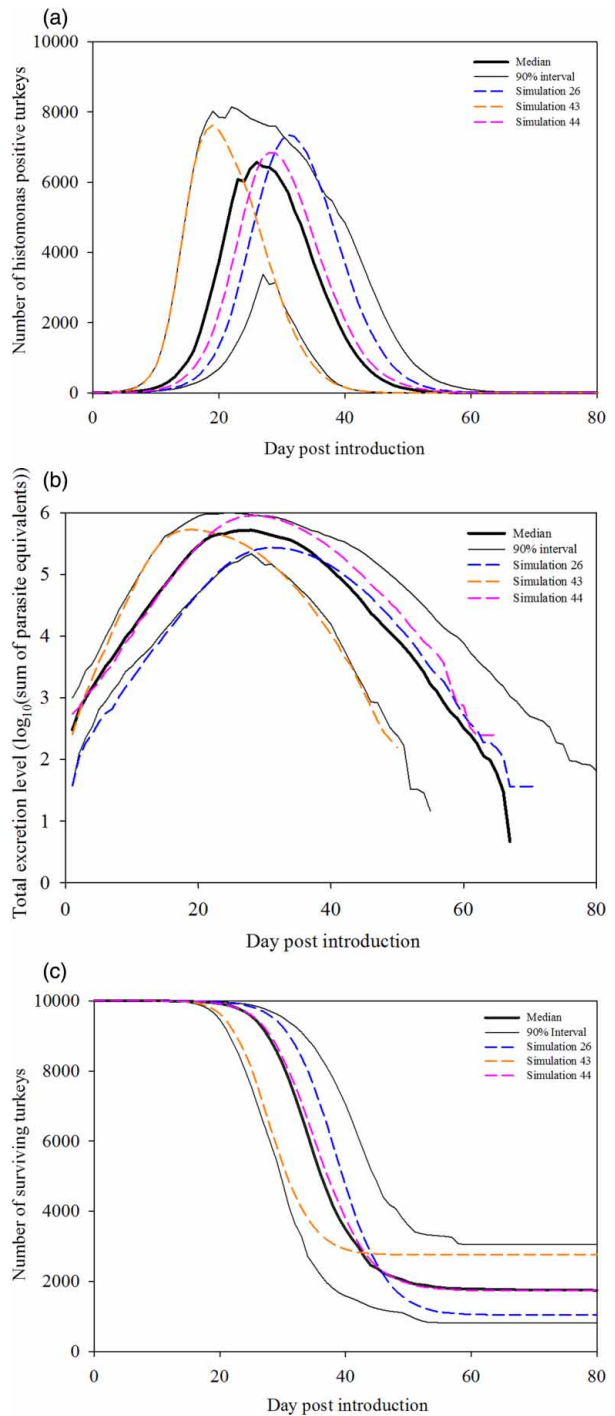 (a)
10000
8000
6000
4000
2000
0
Number of histomonas positive turkeys
Median
90% interval
Simulation 26
Simulation 43
Simulation 44
0 20 40 60 80
Day post introduction
(b)
6
5
4
3
2
1
0
Total excretion level (log10(sum of parasite equivalents))
Median
90% interval
Simulation 26
Simulation 43
Simulation 44
0 20 40 60 80
Day post introduction
(c)
10000
8000
6000
4000
2000
0
Number of surviving turkeys
Median
90% Interval
Simulation 26
Simulation 43
Simulation 44
0 20 40 60 80
Day post introduction